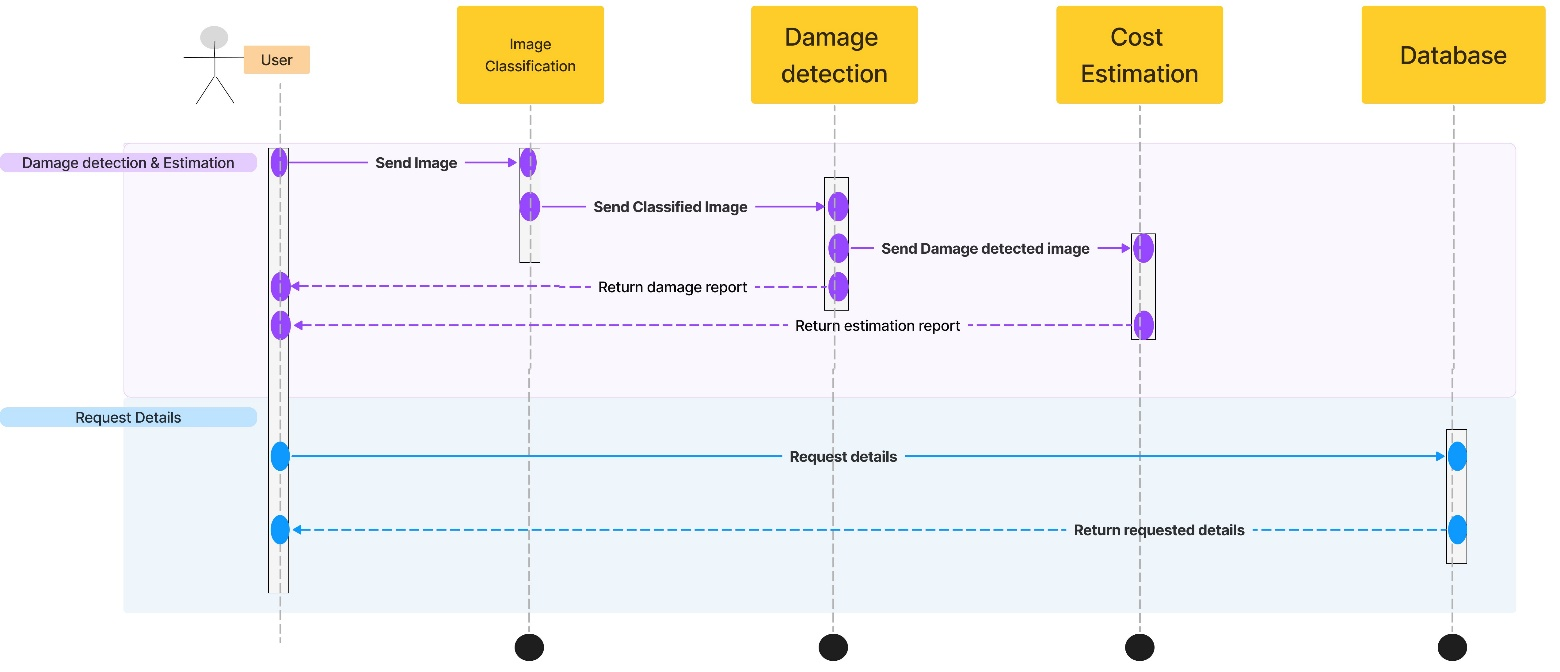 User
Image
Classification
Damage
detection
Cost
Estimation
Database
Damage detection & Estimation
Send Image
Send Classified Image
Send Damage detected image
Return damage report
Return estimation report
Request Details
Request details
Return requested details